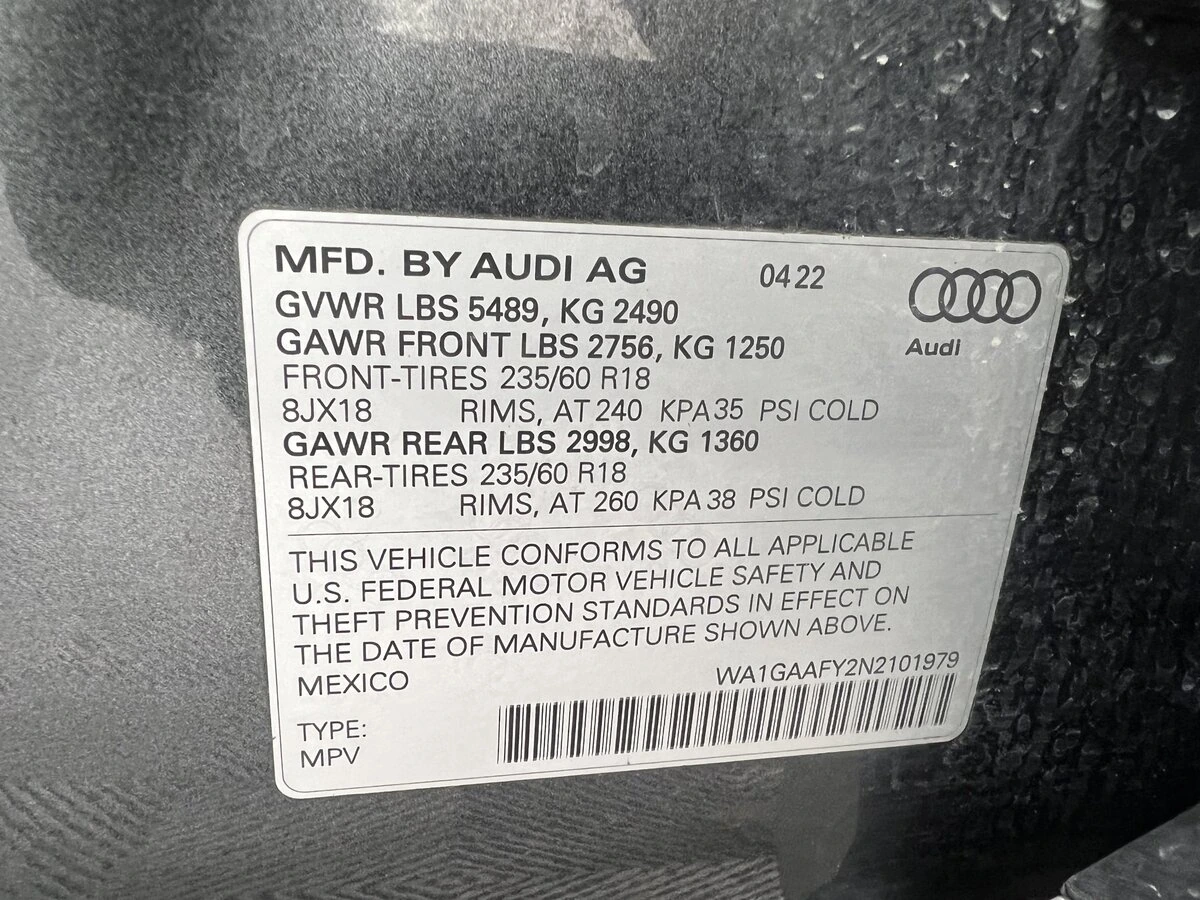 MFD. BY AUDI AG 04 22
GVWR LBS 5489, KG 2490
GAWR FRONT LBS 2756, KG 1250
Audi
FRONT-TIRES 235/60 R18
8JX18 RIMS, AT 240 KPA 35 PSI COLD
GAWR REAR LBS 2998, KG 1360
REAR-TIRES 235/60 R18
8JX18 RIMS, AT 260 KPA 38 PSI COLD
THIS VEHICLE CONFORMS TO ALL APPLICABLE
U.S. FEDERAL MOTOR VEHICLE SAFETY AND
THEFT PREVENTION STANDARDS IN EFFECT ON
THE DATE OF MANUFACTURE SHOWN ABOVE.
MEXICO WA1GAAFY2N2101979
TYPE:
MPV